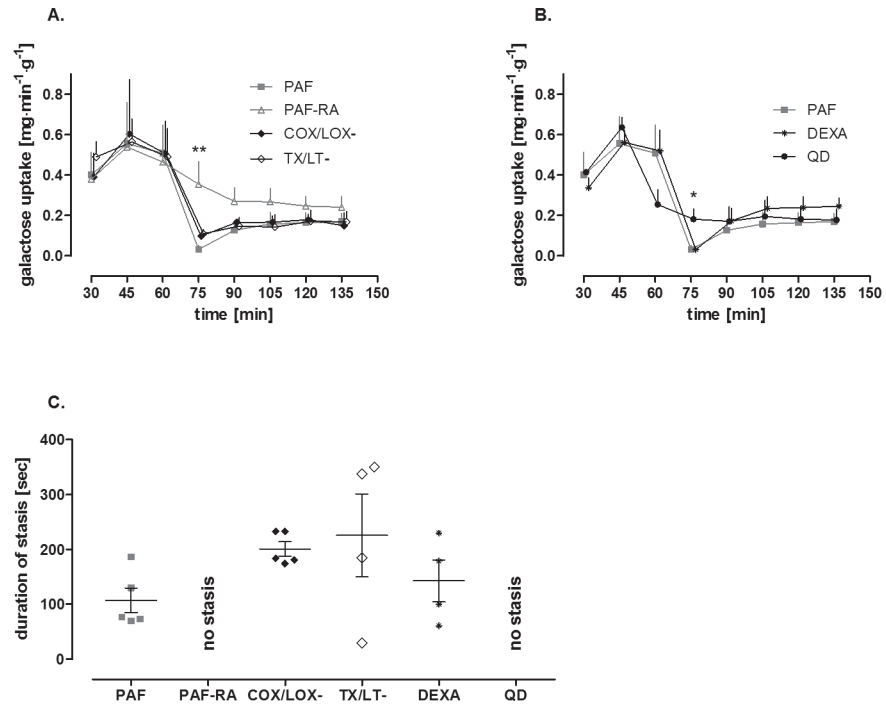 A.
galactose uptake [mg·min⁻¹·g⁻¹]
0.8
0.6
0.4
0.2
0.0
**
PAF
PAF-RA
COX/LOX-
TX/LT-
30 45 60 75 90 105 120 135 150
time [min]
B.
galactose uptake [mg·min⁻¹·g⁻¹]
0.8
0.6
0.4
0.2
0.0
*
PAF
DEXA
QD
30 45 60 75 90 105 120 135 150
time [min]
C.
duration of stasis [sec]
400
300
200
100
0
no stasis
no stasis
PAF PAF-RA COX/LOX- TX/LT- DEXA QD